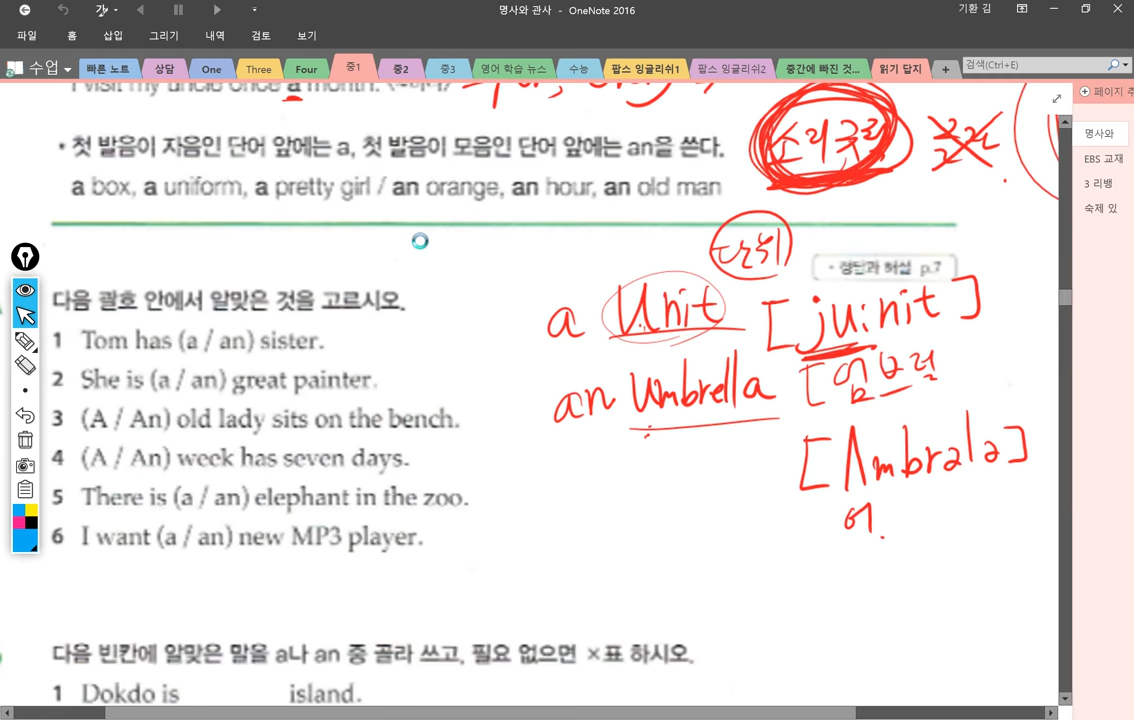 명사와 관사 - OneNote 2016
기환 김
파일 홈 삽입 그리기 내역 검토 보기
수업 빠른 노트 상담 One Three Four 중1 중2 중3 영어 학습 뉴스 수능 팝스 잉글리쉬1 팝스 잉글리쉬2 중간에 빠진 것... 읽기 답지 + 검색(Ctrl+E)
페이지 추
명사와
EBS 교재
3 리뱅
숙제 있
I visit my uncle once a month.
• 첫 발음이 자음인 단어 앞에는 a, 첫 발음이 모음인 단어 앞에는 an을 쓴다.
소리
a box, a uniform, a pretty girl / an orange, an hour, an old man
단위
• 정답과 해설 p.7
다음 괄호 안에서 알맞은 것을 고르시오.
a Unit [ju:nit]
1 Tom has (a / an) sister.
2 She is (a / an) great painter.
an Umbrella
3 (A / An) old lady sits on the bench.
4 (A / An) week has seven days.
[ʌmbrələ]
5 There is (a / an) elephant in the zoo.
어
6 I want (a / an) new MP3 player.
다음 빈칸에 알맞은 말을 a나 an 중 골라 쓰고, 필요 없으면 ×표 하시오.
1 Dokdo is island.